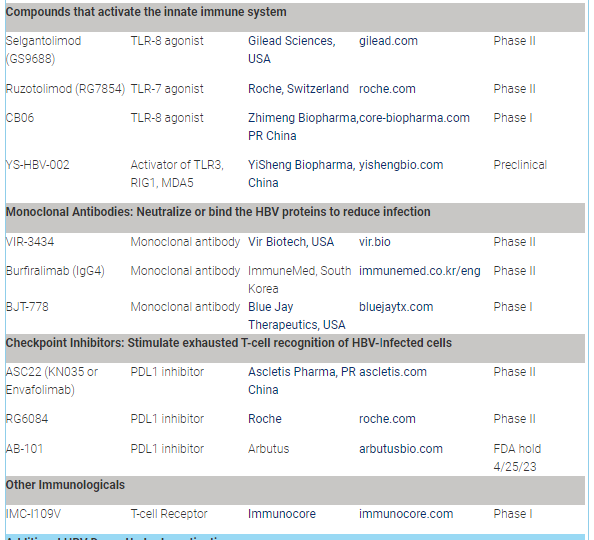 Compounds that activate the innate immune system
Selgantolimod TLR-8 agonist Gilead Sciences, gilead.com Phase II
(GS9688) USA
Ruzotolimod (RG7854) TLR-7 agonist Roche, Switzerland roche.com Phase II
CB06 TLR-8 agonist Zhimeng Biopharma, core-biopharma.com Phase I
PR China
YS-HBV-002 Activator of TLR3, YiSheng Biopharma, yishengbio.com Preclinical
RIG1, MDA5 China
Monoclonal Antibodies: Neutralize or bind the HBV proteins to reduce infection
VIR-3434 Monoclonal antibody Vir Biotech, USA vir.bio Phase II
Burfiralimab (IgG4) Monoclonal antibody ImmuneMed, South immunemed.co.kr/eng Phase II
Korea
BJT-778 Monoclonal antibody Blue Jay bluejaytx.com Phase I
Therapeutics, USA
Checkpoint Inhibitors: Stimulate exhausted T-cell recognition of HBV-Infected cells
ASC22 (KN035 or PDL1 inhibitor Ascletis Pharma, PR ascletis.com Phase II
Envafolimab) China
RG6084 PDL1 inhibitor Roche roche.com Phase II
AB-101 PDL1 inhibitor Arbutus arbutusbio.com FDA hold
4/25/23
Other Immunologicals
IMC-I109V T-cell Receptor Immunocore immunocore.com Phase I